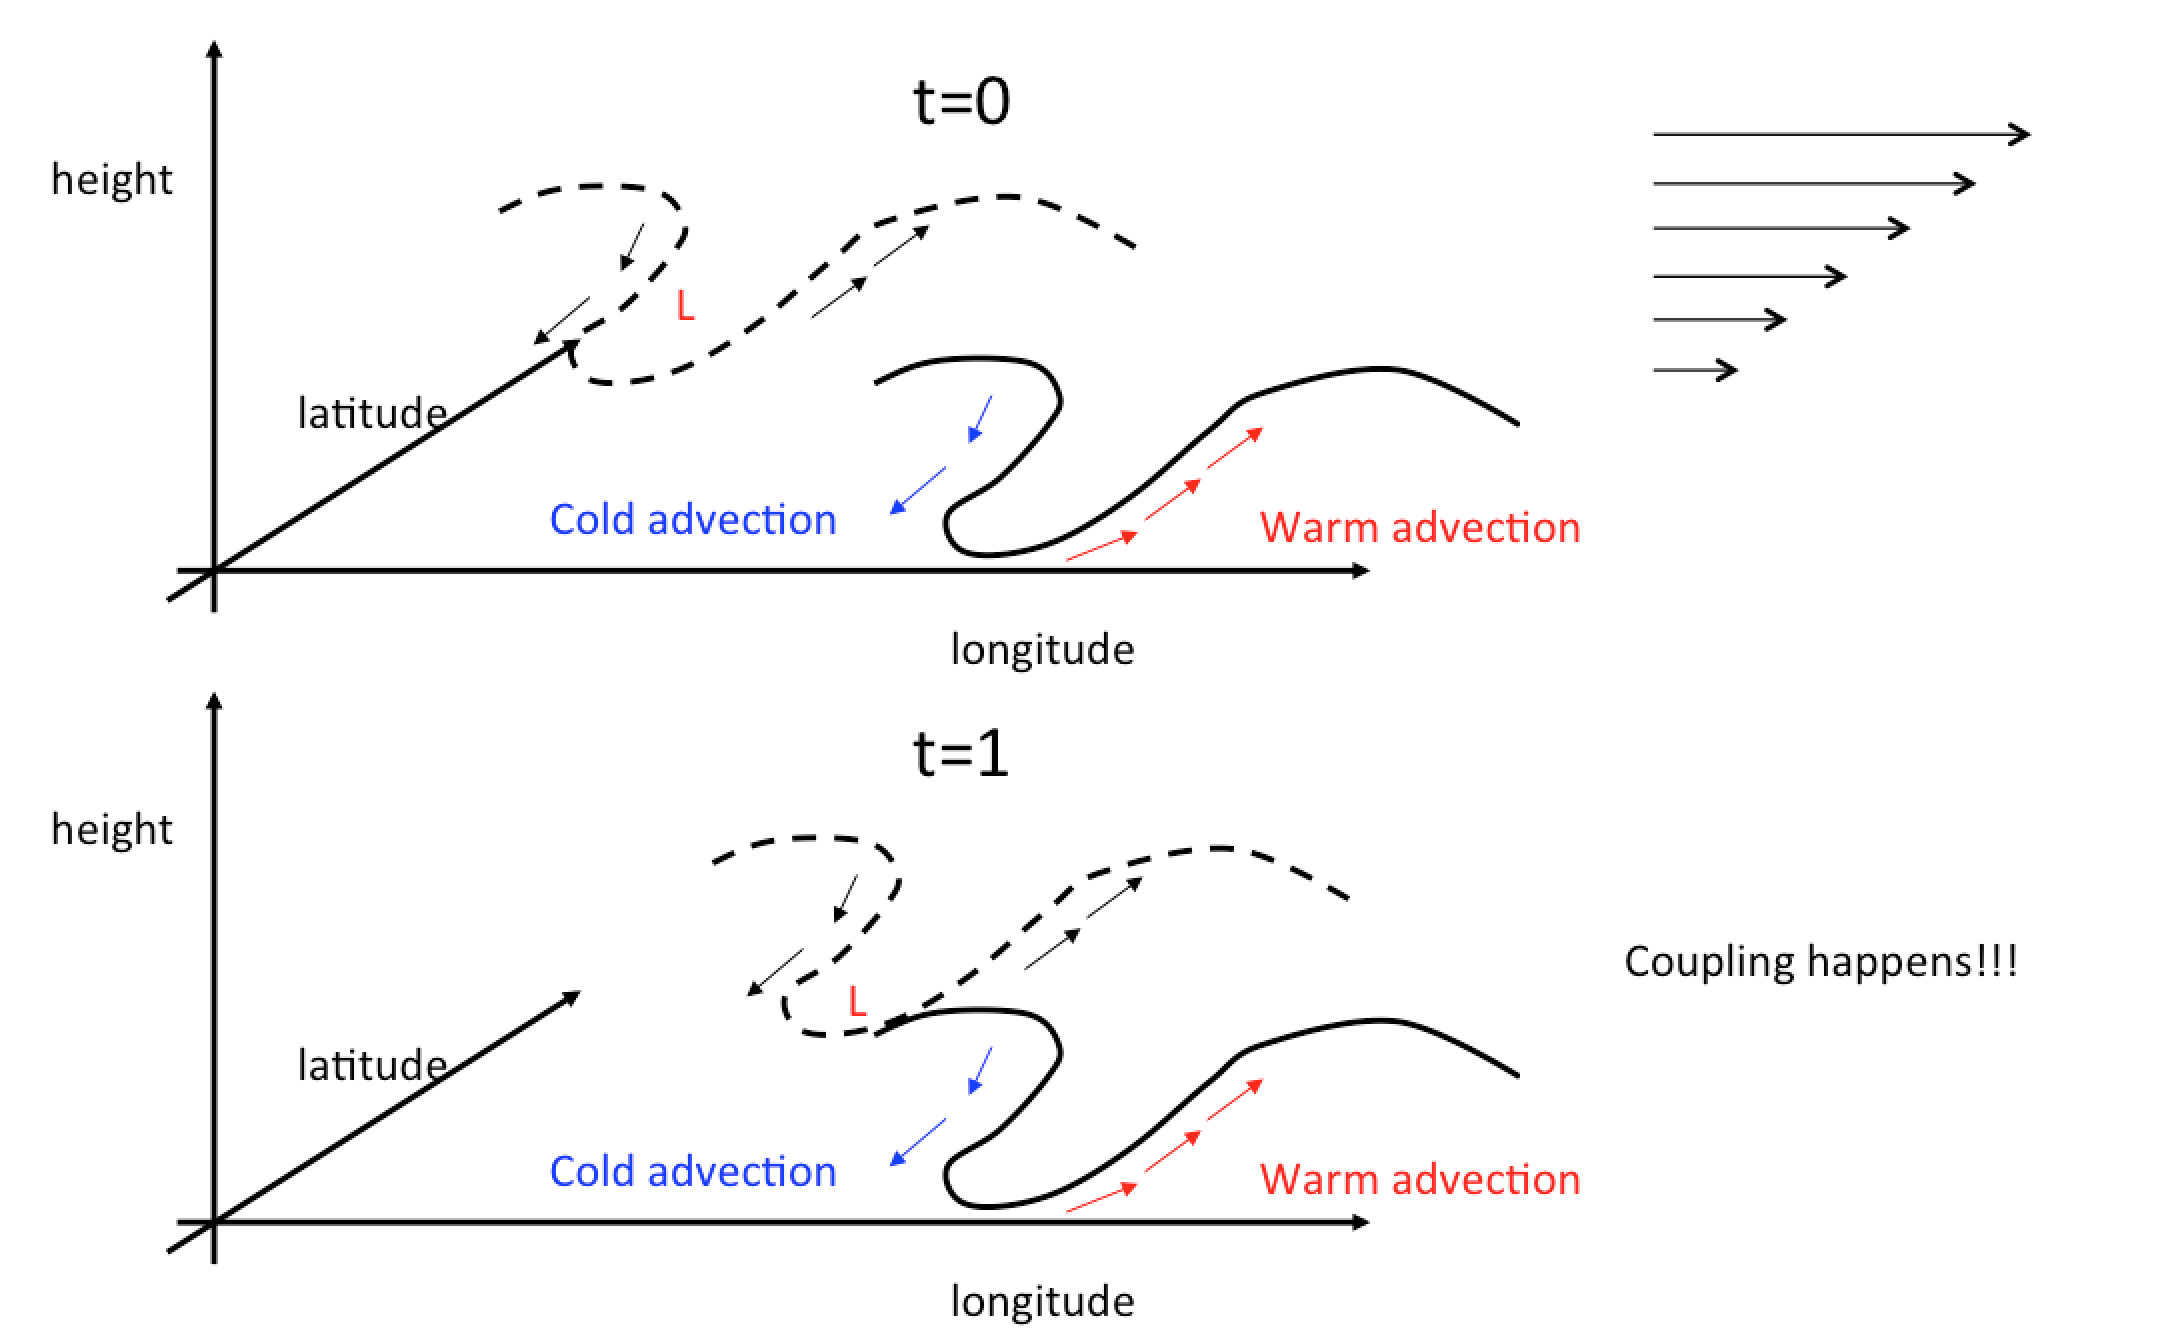 t=0
height
L
latitude
Cold advection
Warm advection
longitude
t=1
height
Coupling happens!!!
L
latitude
Cold advection
Warm advection
longitude